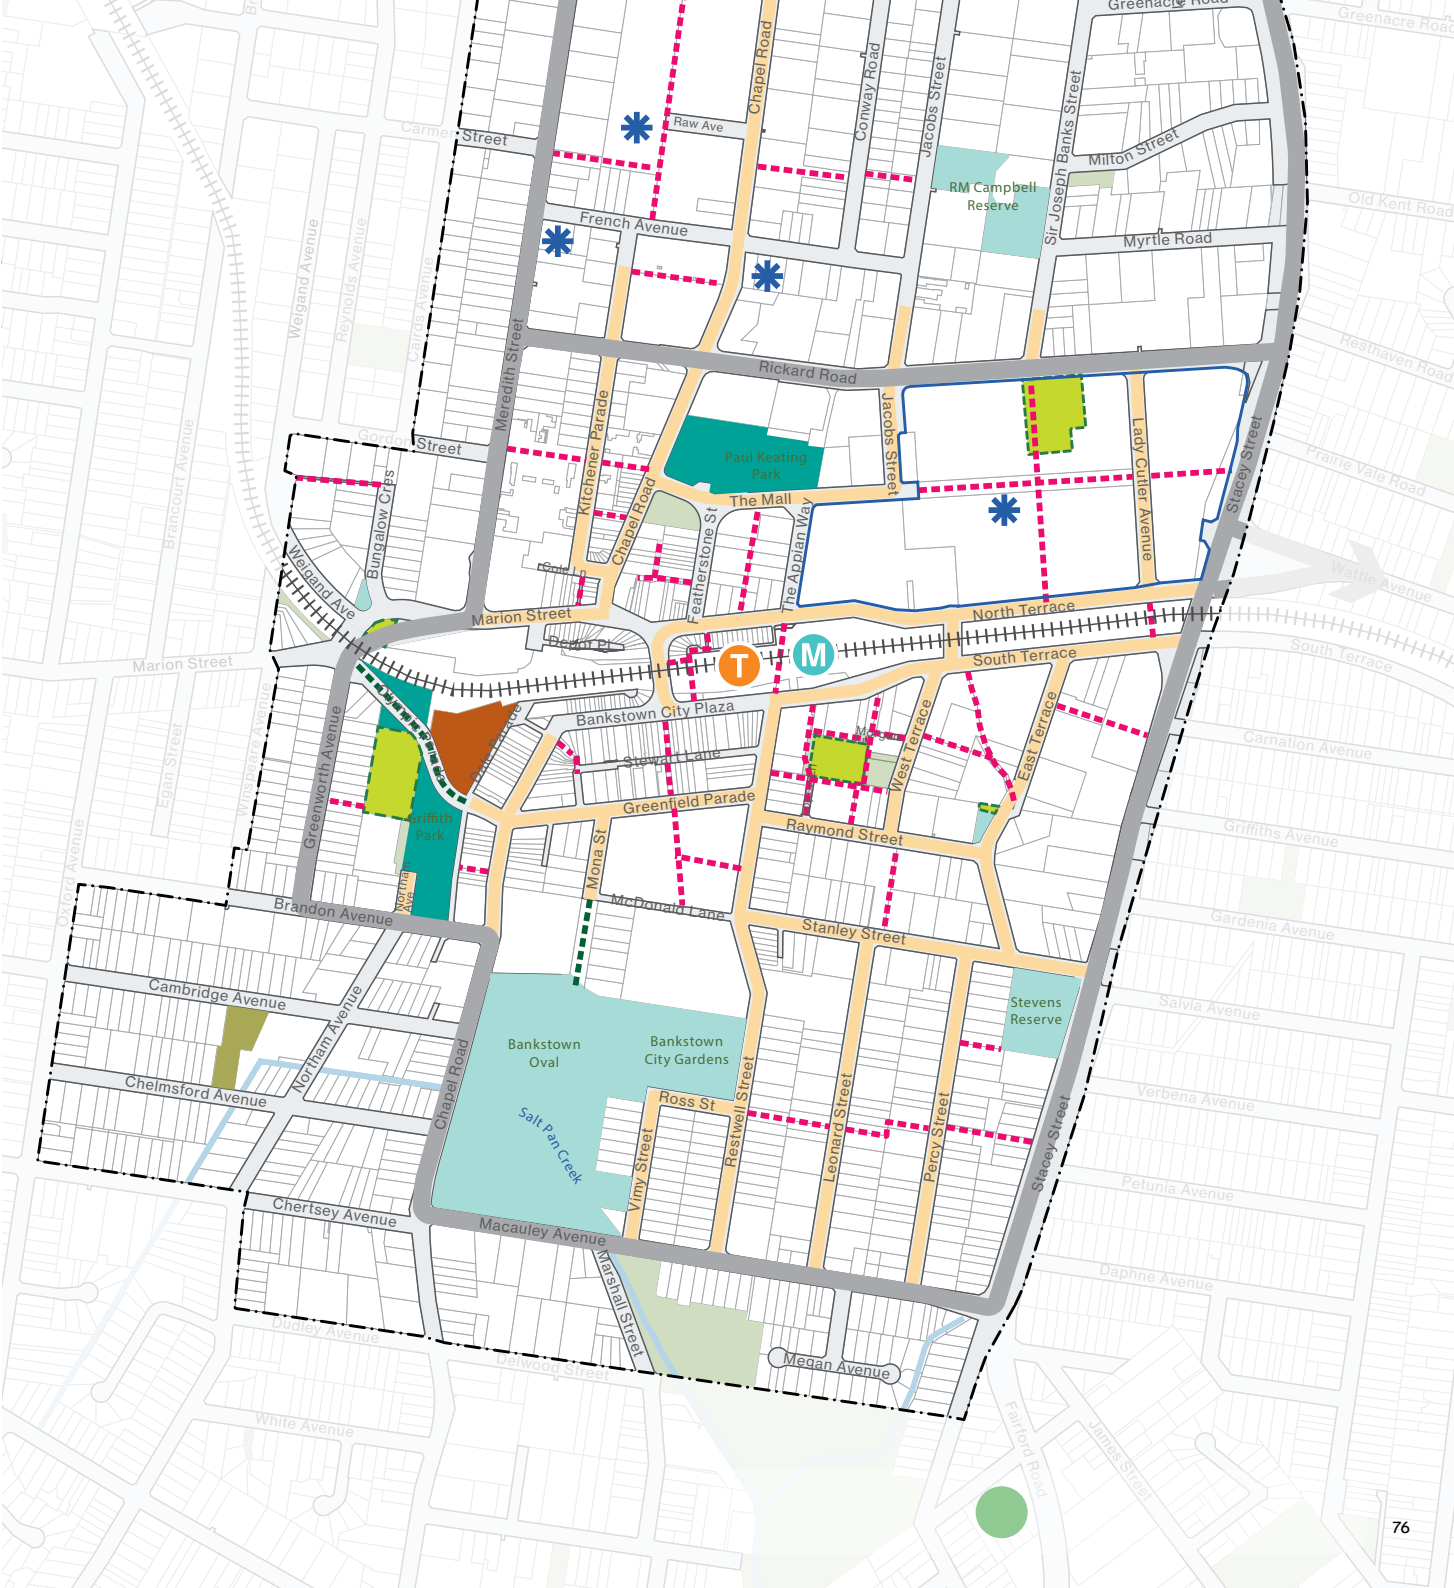 Greenacre Road
Greenacre Road
Chapel Road
Conway Road
Jacobs Street
Sir Joseph Banks Street
Raw Ave
Carmen Street
Milton Street
RM Campbell
Reserve
Old Kent Road
French Avenue
Myrtle Road
Weigand Avenue
Reynolds Avenue
Cairds Avenue
Meredith Street
Rickard Road
Resthaven Road
Kitchener Parade
Jacobs Street
Lady Cutler Avenue
Stacey Street
Gordon Street
Brancourt Avenue
Paul Keating
Park
Prairie Road
Bungalow Cres
Chapel Road
The Mall
Featherstone St
The Appian Way
Weigand Ave
Cole Ln
Wattle Avenue
Marion Street
North Terrace
Depot Pl
Marion Street
T
M
South Terrace
South Terrace
Olympic Parade
Bankstown City Plaza
Dale Parade
Stewart Lane
West Terrace
East Terrace
Greenworth Avenue
Carnation Avenue
Greenfield Parade
Griffith
Park
Raymond Street
Griffiths Avenue
Mona St
Oxford Avenue
Northam
Ave
McDonald Lane
Brandon Avenue
Stanley Street
Gardenia Avenue
Cambridge Avenue
Stevens
Reserve
Salvia Avenue
Northam Avenue
Bankstown
Oval
Bankstown
City Gardens
Chelmsford Avenue
Chapel Road
Ross St
Verbena Avenue
Salt Pan Creek
Restwell Street
Leonard Street
Percy Street
Stacey Street
Vimy Street
Petunia Avenue
Chertsey Avenue
Macauley Avenue
Marshall Street
Daphne Avenue
Dudley Avenue
Delwood Street
Megan Avenue
White Avenue
Fairford Road
James Street
76